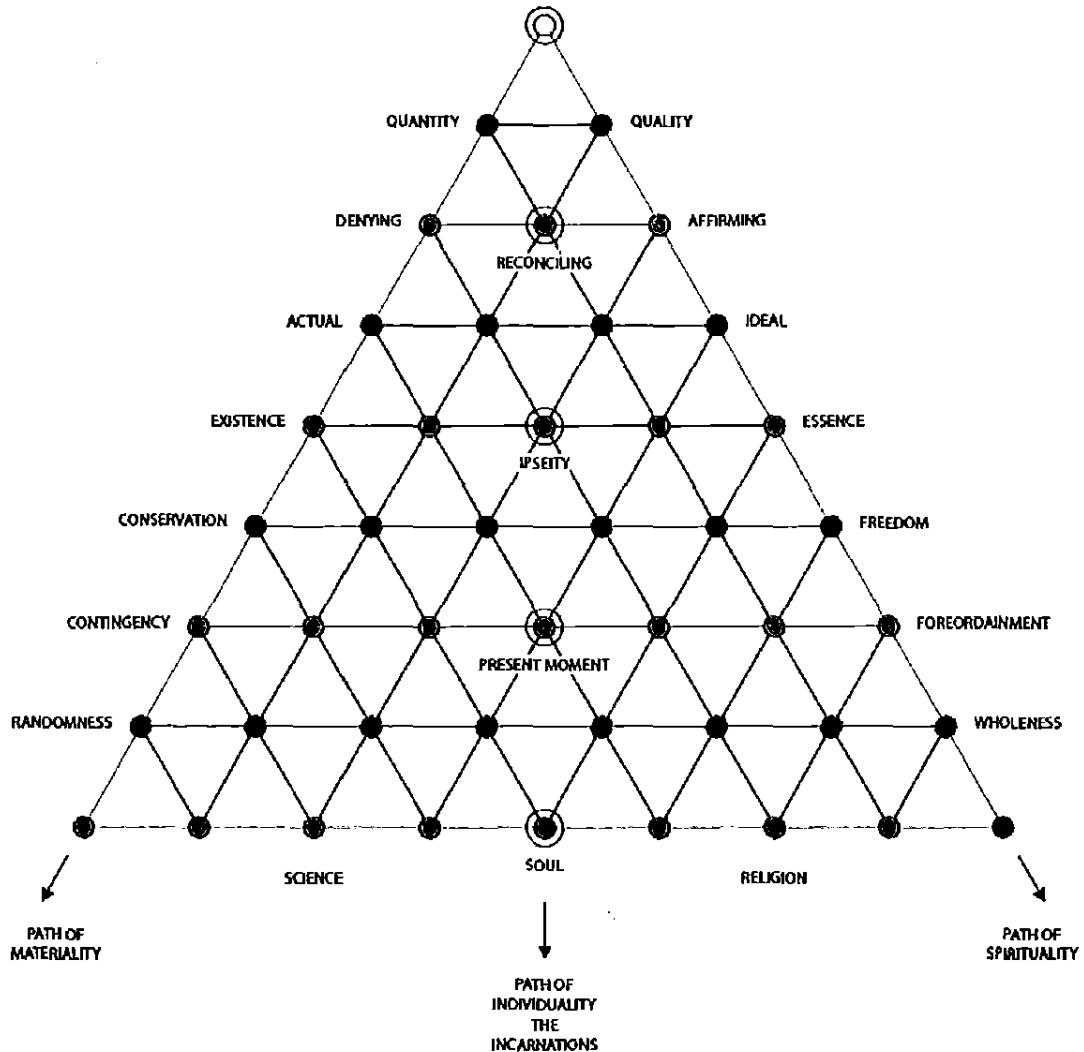 QUANTITY QUALITY
DENYING AFFIRMING
RECONCILING
ACTUAL IDEAL
EXISTENCE ESSENCE
IPSEITY
CONSERVATION FREEDOM
CONTINGENCY FOREORDAINMENT
PRESENT MOMENT
RANDOMNESS WHOLENESS
SOUL
SCIENCE RELIGION
PATH OF
MATERIALITY
PATH OF
SPIRITUALITY
PATH OF
INDIVIDUALITY
THE
INCARNATIONS